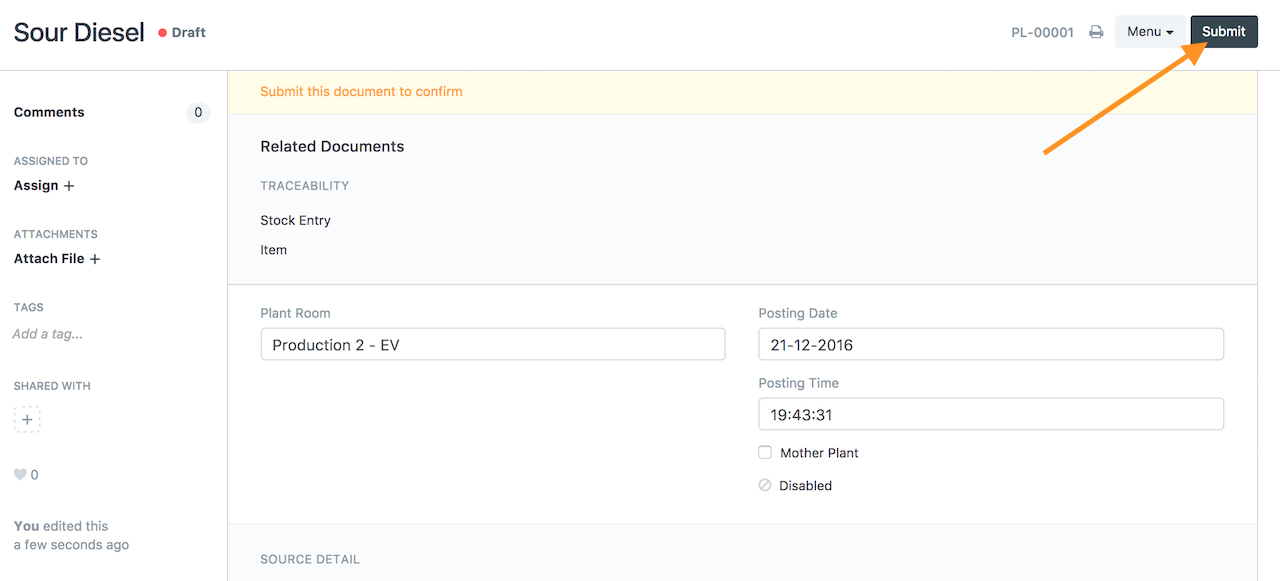 Sour Diesel Draft PL-00001 Menu Submit
Comments 0
ASSIGNED TO
Assign +
ATTACHMENTS
Attach File +
TAGS
Add a tag...
SHARED WITH
+
0
You edited this
a few seconds ago
Submit this document to confirm
Related Documents
TRACEABILITY
Stock Entry
Item
Plant Room
Production 2 - EV
Posting Date
21-12-2016
Posting Time
19:43:31
Mother Plant
Disabled
SOURCE DETAIL